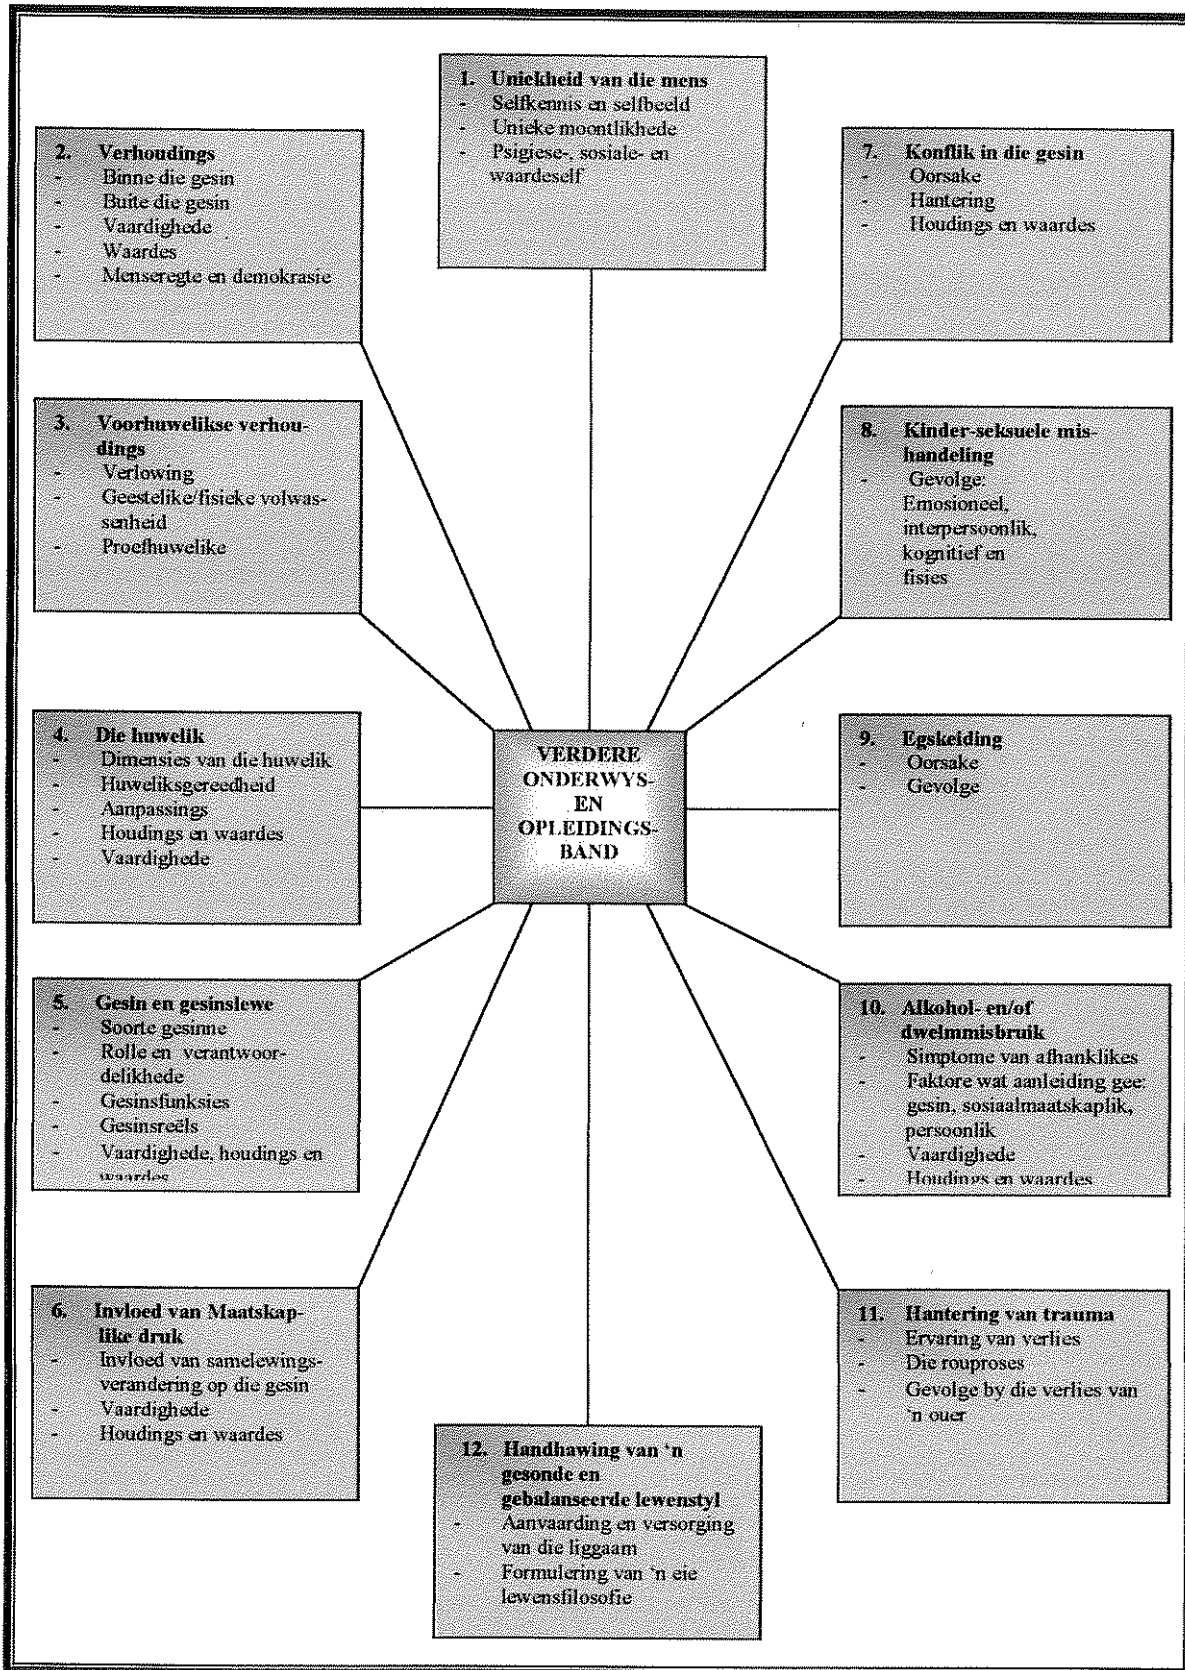 1. Uniekheid van die mens
- Selfkennis en selfbeeld
- Unieke moontlikhede
- Psigiese-, sosiale- en
waardeself
2. Verhoudings
- Binne die gesin
- Buite die gesin
- Vaardighede
- Waardes
- Menseregte en demokrasie
3. Voorhuwelikse verhou-
dings
- Verlowing
- Geestelike/fisieke volwas-
senheid
- Proefhuwelike
4. Die huwelik
- Dimensies van die huwelik
- Huweliksgereedheid
- Aanpassings
- Houdings en waardes
- Vaardighede
5. Gesin en gesinslewe
- Soorte gesinne
- Rolle en verantwoor-
delikhede
- Gesinsfunksies
- Gesinsreëls
- Vaardighede, houdings en
waardes
6. Invloed van Maatskap-
like druk
- Invloed van samelewings-
verandering op die gesin
- Vaardighede
- Houdings en waardes
VERDERE
ONDERWYS-
EN
OPLEIDINGS-
BAND
7. Konflik in die gesin
- Oorsake
- Hantering
- Houdings en waardes
8. Kinder-seksuele mis-
handeling
- Gevolge:
Emosioneel,
interpersoonlik,
kognitief en
fisies
9. Egskeiding
- Oorsake
- Gevolge
10. Alkohol- en/of
dwelmmisbruik
- Simptome van afhanklikes
- Faktore wat aanleiding gee:
gesin, sosiaalmaatskaplik,
persoonlik
- Vaardighede
- Houdings en waardes
11. Hantering van trauma
- Ervaring van verlies
- Die rouproses
- Gevolge by die verlies van
'n ouer
12. Handhawing van 'n
gesonde en
gebalanseerde lewenstyl
- Aanvaarding en versorging
van die liggaam
- Formulering van 'n eie
lewensfilosofie